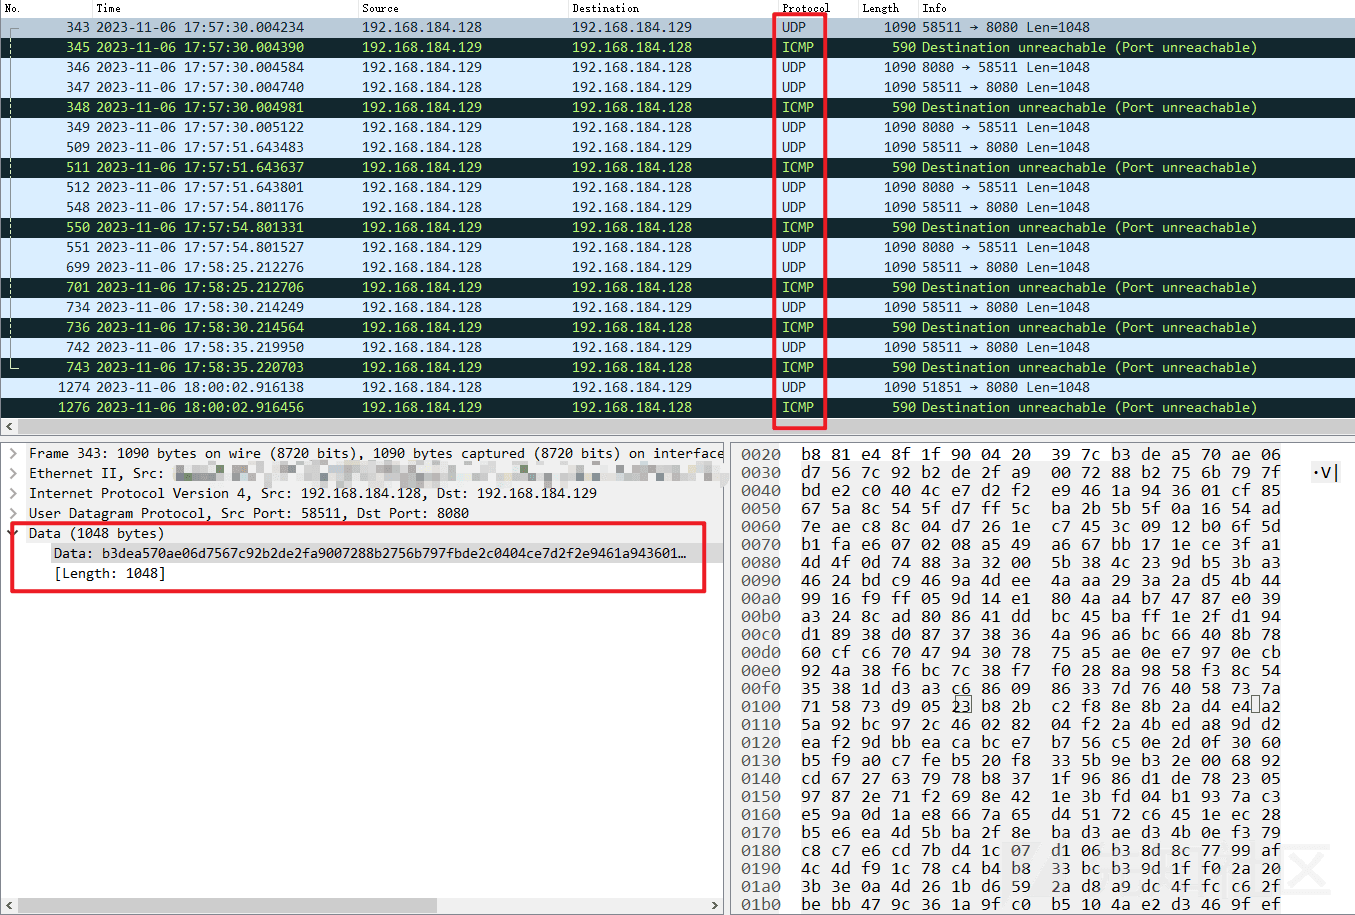 No. Time Source Destination Protocol Length Info
343 2023-11-06 17:57:30.004234 192.168.184.128 192.168.184.129 UDP 1090 58511 → 8080 Len=1048
345 2023-11-06 17:57:30.004390 192.168.184.129 192.168.184.128 ICMP 590 Destination unreachable (Port unreachable)
346 2023-11-06 17:57:30.004584 192.168.184.129 192.168.184.128 UDP 1090 8080 → 58511 Len=1048
347 2023-11-06 17:57:30.004740 192.168.184.128 192.168.184.129 UDP 1090 58511 → 8080 Len=1048
348 2023-11-06 17:57:30.004981 192.168.184.129 192.168.184.128 ICMP 590 Destination unreachable (Port unreachable)
349 2023-11-06 17:57:30.005122 192.168.184.129 192.168.184.128 UDP 1090 8080 → 58511 Len=1048
509 2023-11-06 17:57:51.643483 192.168.184.128 192.168.184.129 UDP 1090 58511 → 8080 Len=1048
511 2023-11-06 17:57:51.643637 192.168.184.129 192.168.184.128 ICMP 590 Destination unreachable (Port unreachable)
512 2023-11-06 17:57:51.643801 192.168.184.129 192.168.184.128 UDP 1090 8080 → 58511 Len=1048
548 2023-11-06 17:57:54.801176 192.168.184.128 192.168.184.129 UDP 1090 58511 → 8080 Len=1048
550 2023-11-06 17:57:54.801331 192.168.184.129 192.168.184.128 ICMP 590 Destination unreachable (Port unreachable)
551 2023-11-06 17:57:54.801527 192.168.184.129 192.168.184.128 UDP 1090 8080 → 58511 Len=1048
699 2023-11-06 17:58:25.212276 192.168.184.128 192.168.184.129 UDP 1090 58511 → 8080 Len=1048
701 2023-11-06 17:58:25.212706 192.168.184.129 192.168.184.128 ICMP 590 Destination unreachable (Port unreachable)
734 2023-11-06 17:58:30.214249 192.168.184.128 192.168.184.129 UDP 1090 58511 → 8080 Len=1048
736 2023-11-06 17:58:30.214564 192.168.184.129 192.168.184.128 ICMP 590 Destination unreachable (Port unreachable)
742 2023-11-06 17:58:35.219950 192.168.184.128 192.168.184.129 UDP 1090 58511 → 8080 Len=1048
743 2023-11-06 17:58:35.220703 192.168.184.129 192.168.184.128 ICMP 590 Destination unreachable (Port unreachable)
1274 2023-11-06 18:00:02.916138 192.168.184.128 192.168.184.129 UDP 1090 51851 → 8080 Len=1048
1276 2023-11-06 18:00:02.916456 192.168.184.129 192.168.184.128 ICMP 590 Destination unreachable (Port unreachable)
Frame 343: 1090 bytes on wire (8720 bits), 1090 bytes captured (8720 bits) on interface
Ethernet II, Src:
Internet Protocol Version 4, Src: 192.168.184.128, Dst: 192.168.184.129
User Datagram Protocol, Src Port: 58511, Dst Port: 8080
Data (1048 bytes)
Data: b3dea570ae06d7567c92b2de2fa9007288b2756b797fbde2c0404ce7d2f2e9461a943601…
[Length: 1048]
0020 b8 81 e4 8f 1f 90 04 20 39 7c b3 de a5 70 ae 06
0030 d7 56 7c 92 b2 de 2f a9 00 72 88 b2 75 6b 79 7f ·V|
0040 bd e2 c0 40 4c e7 d2 f2 e9 46 1a 94 36 01 cf 85
0050 67 5a 8c 54 5f d7 ff 5c ba 2b 5b 5f 0a 16 54 ad
0060 7e ae c8 8c 04 d7 26 1e c7 45 3c 09 12 b0 6f 5d
0070 b1 fa e6 07 02 08 a5 49 a6 67 bb 17 1e ce 3f a1
0080 4d 4f 0d 74 88 3a 32 00 5b 38 4c 23 9d b5 3b a3
0090 46 24 bd c9 46 9a 4d ee 4a aa 29 3a 2a d5 4b 44
00a0 99 16 f9 ff 05 9d 14 e1 80 4a a4 b7 47 87 e0 39
00b0 a3 24 8c ad 80 86 41 dd bc 45 ba ff 1e 2f d1 94
00c0 d1 89 38 d0 87 37 38 36 4a 96 a6 bc 66 40 8b 78
00d0 60 cf c6 70 47 94 30 78 75 a5 ae 0e e7 97 0e cb
00e0 92 4a 38 f6 bc 7c 38 f7 f0 28 8a 98 58 f3 8c 54
00f0 35 38 1d d3 a3 c6 86 09 86 33 7d 76 40 58 73 7a
0100 71 58 73 d9 05 23 b8 2b c2 f8 8e 8b 2a d4 e4 a2
0110 5a 92 bc 97 2c 46 02 82 04 f2 2a 4b ed a8 9d d2
0120 ea f2 9d bb ea ca bc e7 b7 56 c5 0e 2d 0f 30 60
0130 b5 f9 a0 c7 fe b5 20 f8 33 5b 9e b3 2e 00 68 92
0140 cd 67 27 63 79 78 b8 37 1f 96 86 d1 de 78 23 05
0150 97 87 2e 71 f2 69 8e 42 1e 3b fd 04 b1 93 7a c3
0160 e5 9a 0d 1a e8 66 7a 65 d4 51 72 c6 45 1e ec 28
0170 b5 e6 ea 4d 5b ba 2f 8e ba d3 ae d3 4b 0e f3 79
0180 c8 c7 e6 cd 7b d4 1c 07 d1 06 b3 8d 8c 77 99 af
0190 4c 4d f9 1c 78 c4 b4 b8 33 bc b3 9d 1f f0 2a 20
01a0 3b 3e 0a 4d 26 1b d6 59 2a d8 a9 dc 4f fc c6 2f
01b0 be bb 47 9c 36 1a 9f c0 b5 10 4a e2 d3 46 9f ef